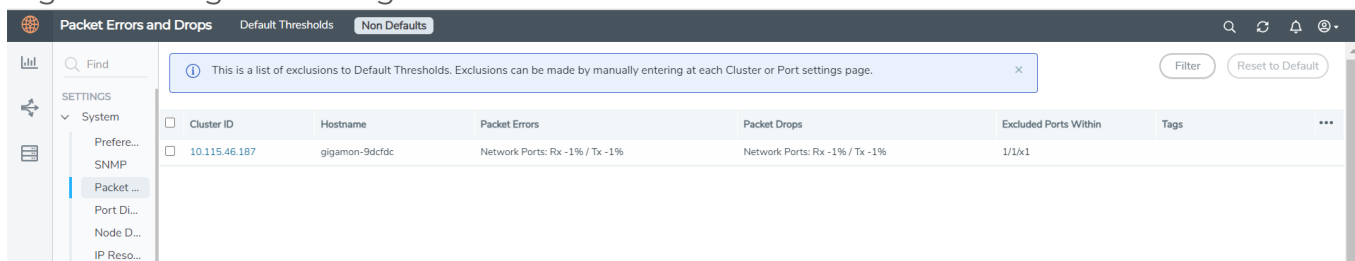 Packet Errors and Drops Default Thresholds Non Defaults
Find
This is a list of exclusions to Default Thresholds. Exclusions can be made by manually entering at each Cluster or Port settings page.
Filter Reset to Default
SETTINGS
System
Prefere...
SNMP
Packet ...
Port Di...
Node D...
IP Reso...
Cluster ID Hostname Packet Errors Packet Drops Excluded Ports Within Tags
10.115.46.187 gigamon-9dcfdc Network Ports: Rx -1% / Tx -1% Network Ports: Rx -1% / Tx -1% 1/1/x1